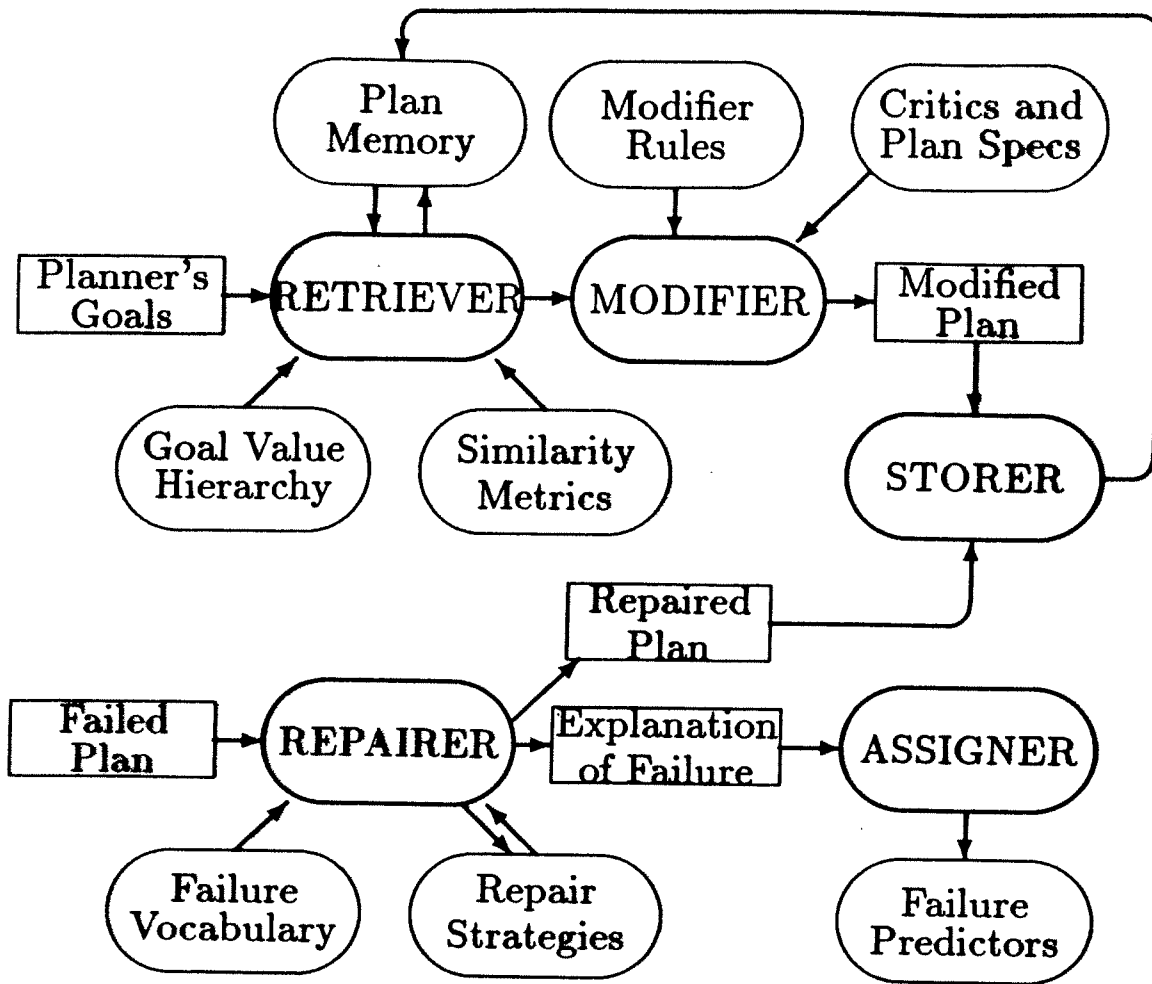 Plan
Memory
Modifier
Rules
Critics and
Plan Specs
Planner's
Goals
RETRIEVER
MODIFIER
Modified
Plan
Goal Value
Hierarchy
Similarity
Metrics
STORER
Repaired
Plan
Failed
Plan
REPAIRER
Explanation
of Failure
ASSIGNER
Failure
Vocabulary
Repair
Strategies
Failure
Predictors